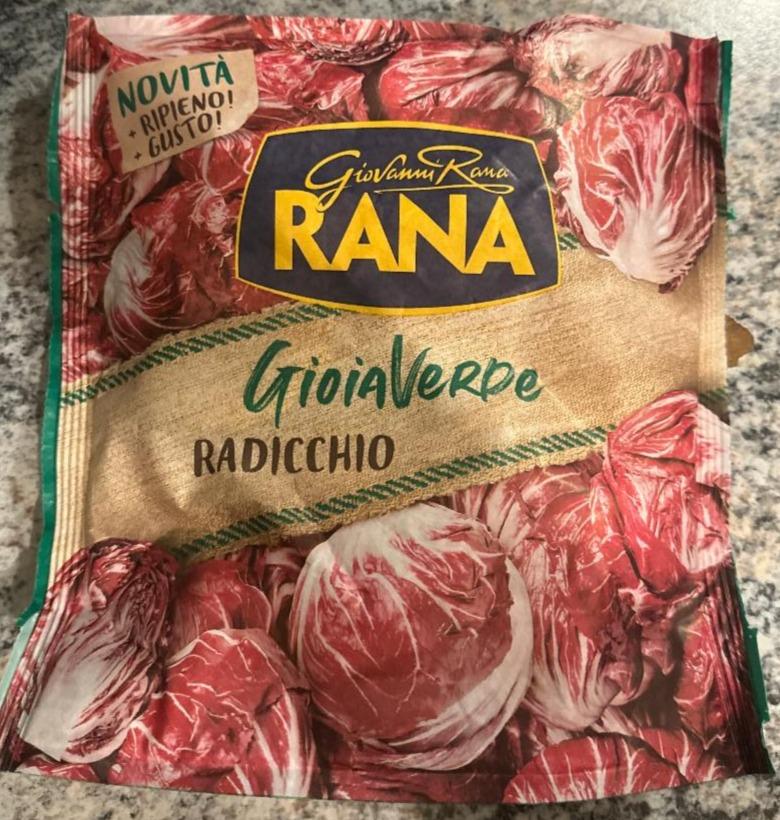 NOVITÀ
+ RIPIENO!
+ GUSTO!
Giovanni Rana
RANA
GioiaVerde
RADICCHIO